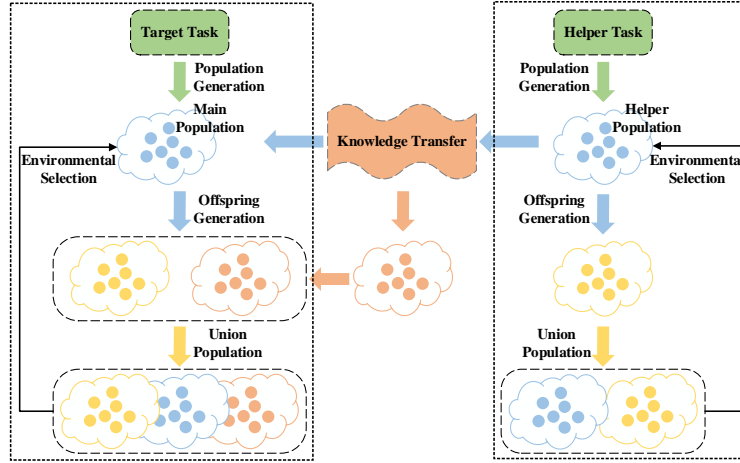 Target Task
Population
Generation
Main
Population
Environmental
Selection
Offspring
Generation
Union
Population
Knowledge Transfer
Helper Task
Population
Generation
Helper
Population
Environmental
Selection
Offspring
Generation
Union
Population